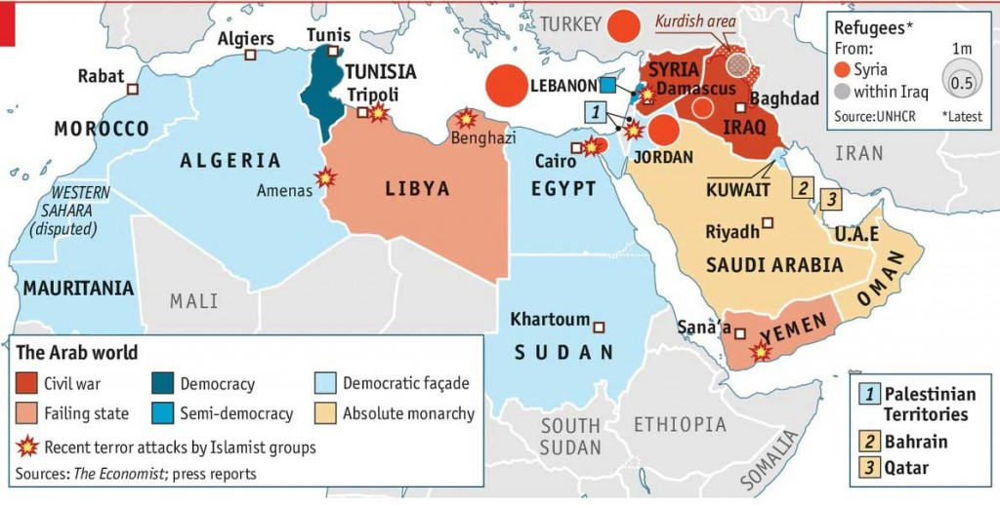 TURKEY
Kurdish area
Refugees*
From:
1m
Syria
0.5
within Iraq
Source:UNHCR
*Latest
Algiers
Tunis
Rabat
TUNISIA
Tripoli
LEBANON
SYRIA
Damascus
Baghdad
MOROCCO
1
IRAQ
Benghazi
ALGERIA
Cairo
JORDAN
IRAN
Amenas
LIBYA
EGYPT
KUWAIT
2
3
WESTERN
SAHARA
(disputed)
Riyadh
U.A.E
SAUDI ARABIA
OMAN
MAURITANIA
MALI
Khartoum
SUDAN
Sana'a
YEMEN
The Arab world
Civil war
Democracy
Democratic façade
Failing state
Semi-democracy
Absolute monarchy
Recent terror attacks by Islamist groups
Sources: The Economist; press reports
SOUTH
SUDAN
ETHIOPIA
SOMALIA
1 Palestinian
Territories
2 Bahrain
3 Qatar